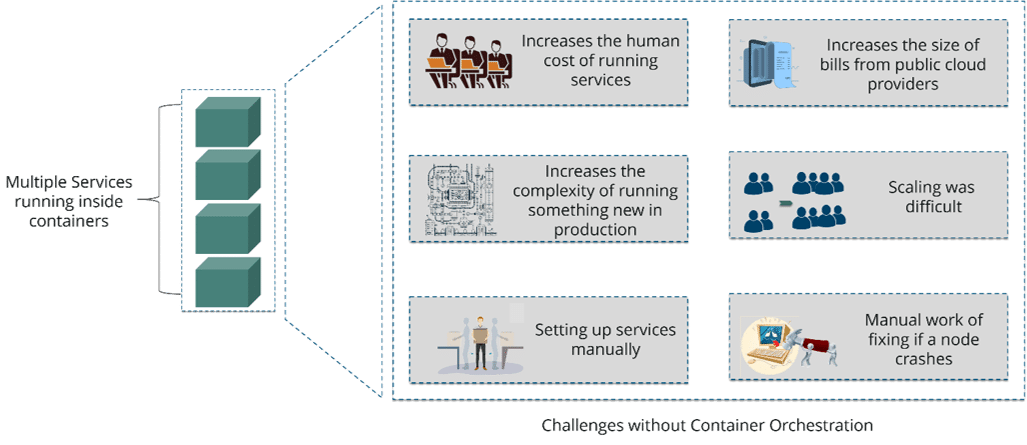 Multiple Services
running inside
containers
Increases the human
cost of running
services
Increases the size of
bills from public cloud
providers
Increases the
complexity of running
something new in
production
Scaling was
difficult
Setting up services
manually
Manual work of
fixing if a node
crashes
Challenges without Container Orchestration